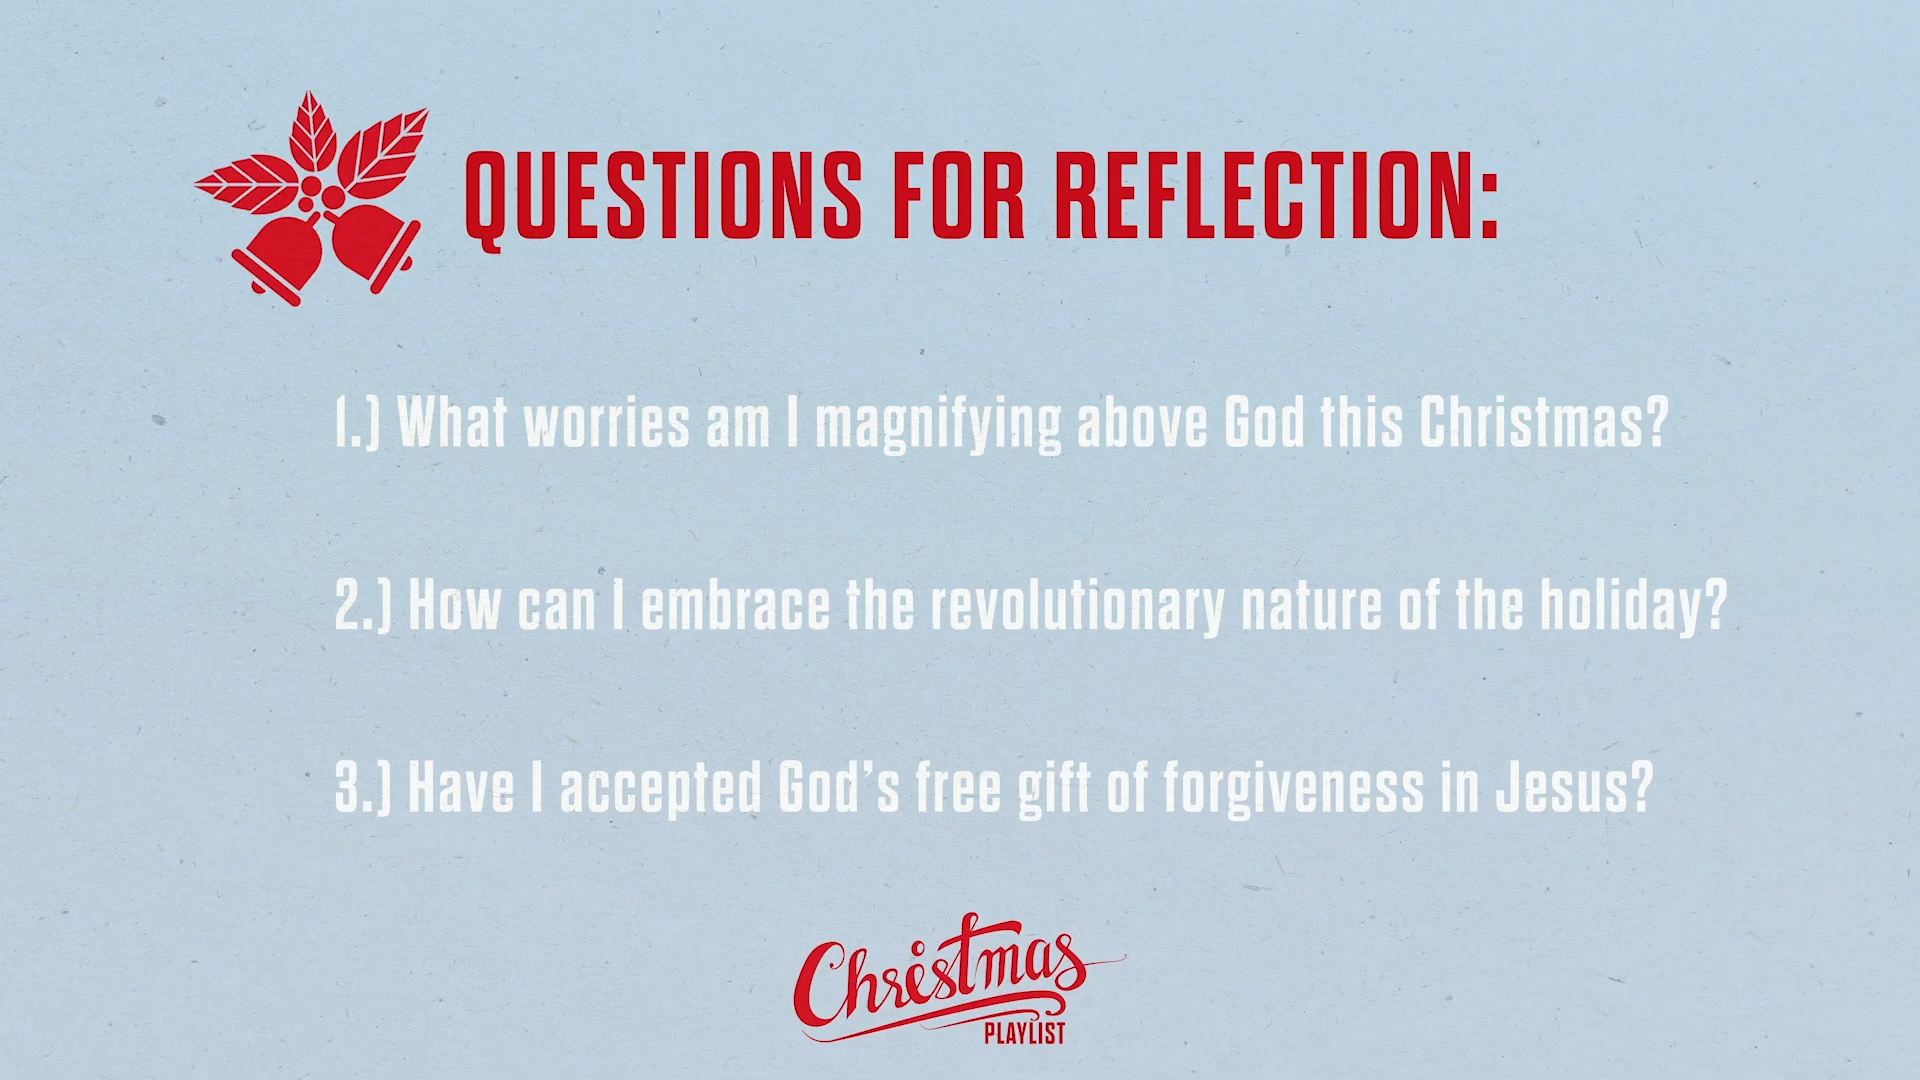 QUESTIONS FOR REFLECTION:
1.) What worries am I magnifying above God this Christmas?
2.) How can I embrace the revolutionary nature of the holiday?
3.) Have I accepted God’s free gift of forgiveness in Jesus?
Christmas
PLAYLIST